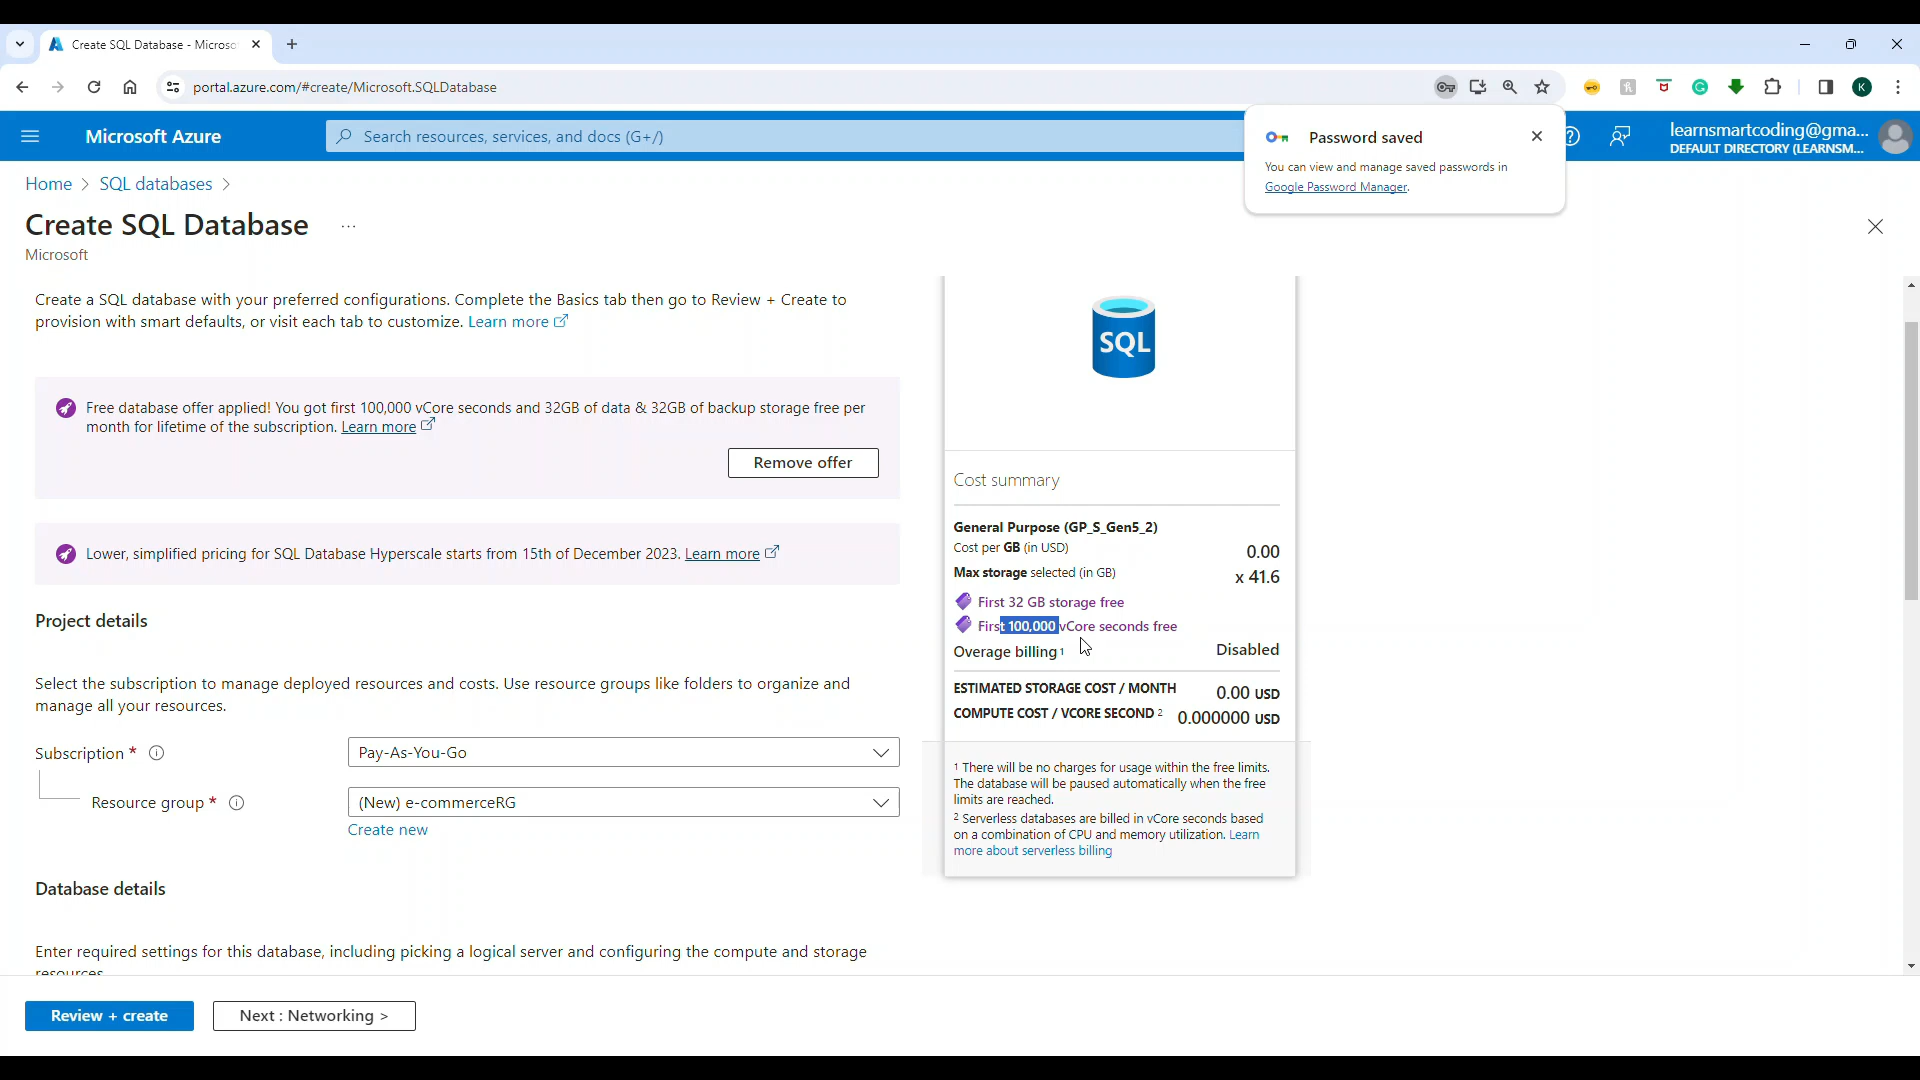 Create SQL Database - Microso
portal.azure.com/#create/Microsoft.SQLDatabase
K
Microsoft Azure
Search resources, services, and docs (G+/)
Password saved
You can view and manage saved passwords in
Google Password Manager.
learnsmartcoding@gma...
DEFAULT DIRECTORY (LEARNSM...
Home > SQL databases >
Create SQL Database ...
Microsoft
Create a SQL database with your preferred configurations. Complete the Basics tab then go to Review + Create to
provision with smart defaults, or visit each tab to customize. Learn more
Free database offer applied! You got first 100,000 vCore seconds and 32GB of data & 32GB of backup storage free per
month for lifetime of the subscription. Learn more
Remove offer
Lower, simplified pricing for SQL Database Hyperscale starts from 15th of December 2023. Learn more
Project details
Select the subscription to manage deployed resources and costs. Use resource groups like folders to organize and
manage all your resources.
Subscription * Pay-As-You-Go
Resource group * (New) e-commerceRG
Create new
Database details
Enter required settings for this database, including picking a logical server and configuring the compute and storage
resources
SQL
Cost summary
General Purpose (GP_S_Gen5_2)
Cost per GB (in USD) 0.00
Max storage selected (in GB) x 41.6
First 32 GB storage free
First 100,000 vCore seconds free
Overage billing 1 Disabled
ESTIMATED STORAGE COST / MONTH 0.00 USD
COMPUTE COST / VCORE SECOND 2 0.000000 USD
1 There will be no charges for usage within the free limits.
The database will be paused automatically when the free
limits are reached.
2 Serverless databases are billed in vCore seconds based
on a combination of CPU and memory utilization. Learn
more about serverless billing
Review + create
Next : Networking >